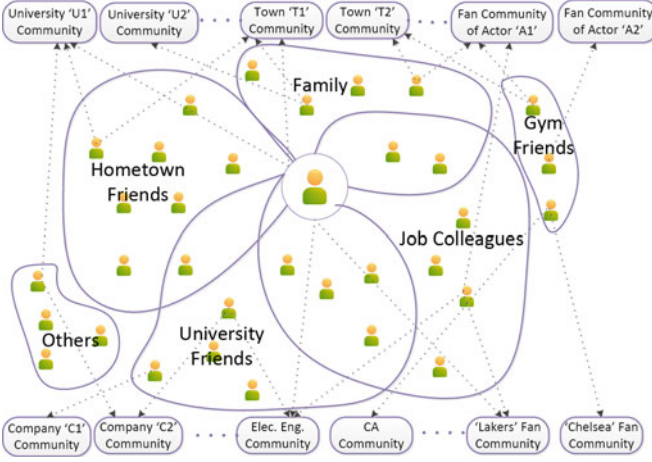 University 'U1'
Community
University 'U2'
Community
Town 'T1'
Community
Town 'T2'
Community
Fan Community
of Actor 'A1'
Fan Community
of Actor 'A2'
Family
Gym
Friends
Hometown
Friends
Job Colleagues
Others
University
Friends
Company 'C1'
Community
Company 'C2'
Community
Elec. Eng.
Community
CA
Community
'Lakers' Fan
Community
'Chelsea' Fan
Community